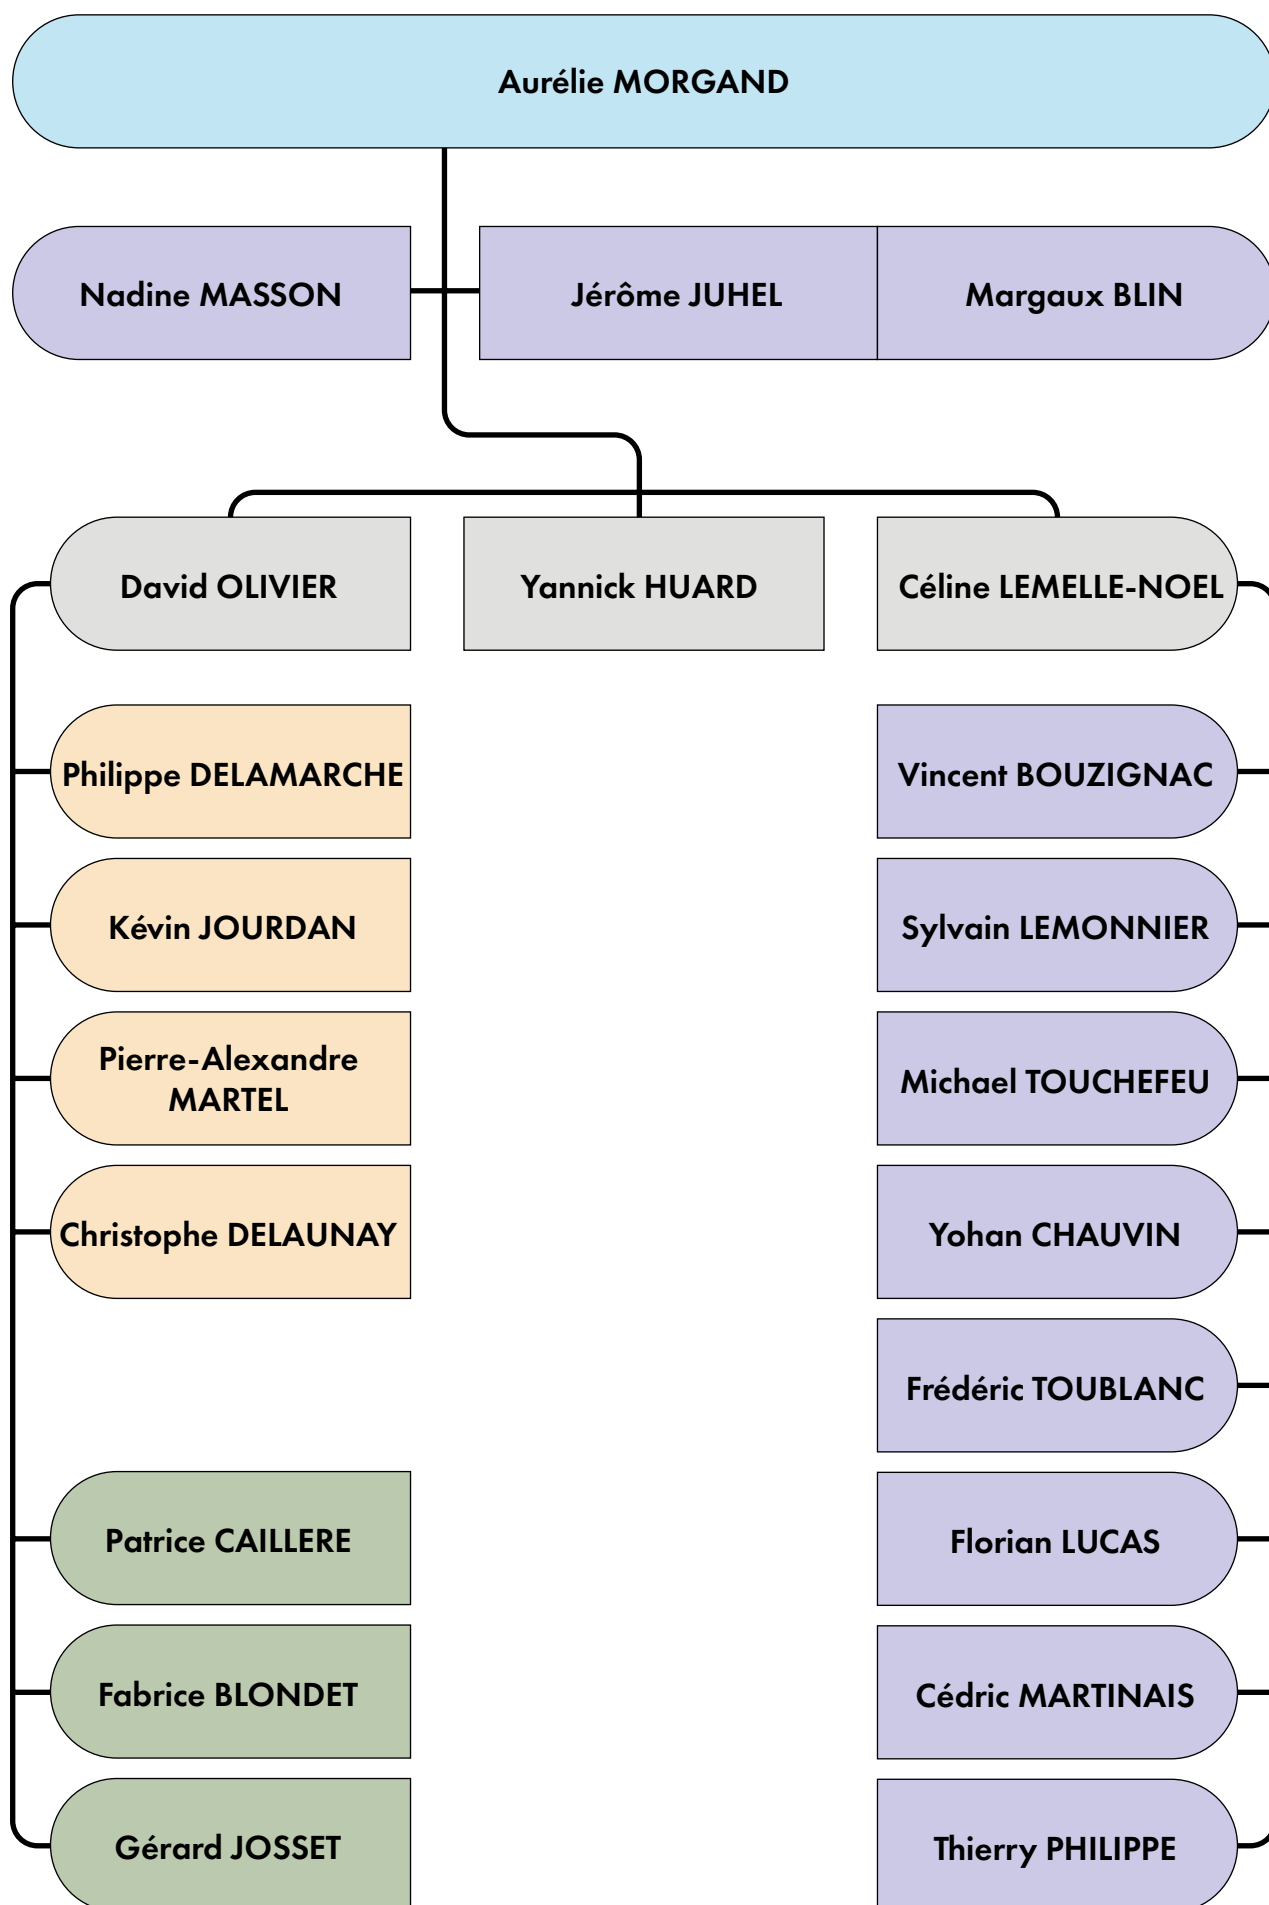 Aurélie MORGAND
Nadine MASSON
Jérôme JUHEL
Margaux BLIN
David OLIVIER
Yannick HUARD
Céline LEMELLE-NOEL
Philippe DELAMARCHE
Kévin JOURDAN
Pierre-Alexandre
MARTEL
Christophe DELAUNAY
Patrice CAILLERE
Fabrice BLONDET
Gérard JOSSET
Vincent BOUZIGNAC
Sylvain LEMONNIER
Michael TOUCHEFEU
Yohan CHAUVIN
Frédéric TOUBLANC
Florian LUCAS
Cédric MARTINAIS
Thierry PHILIPPE